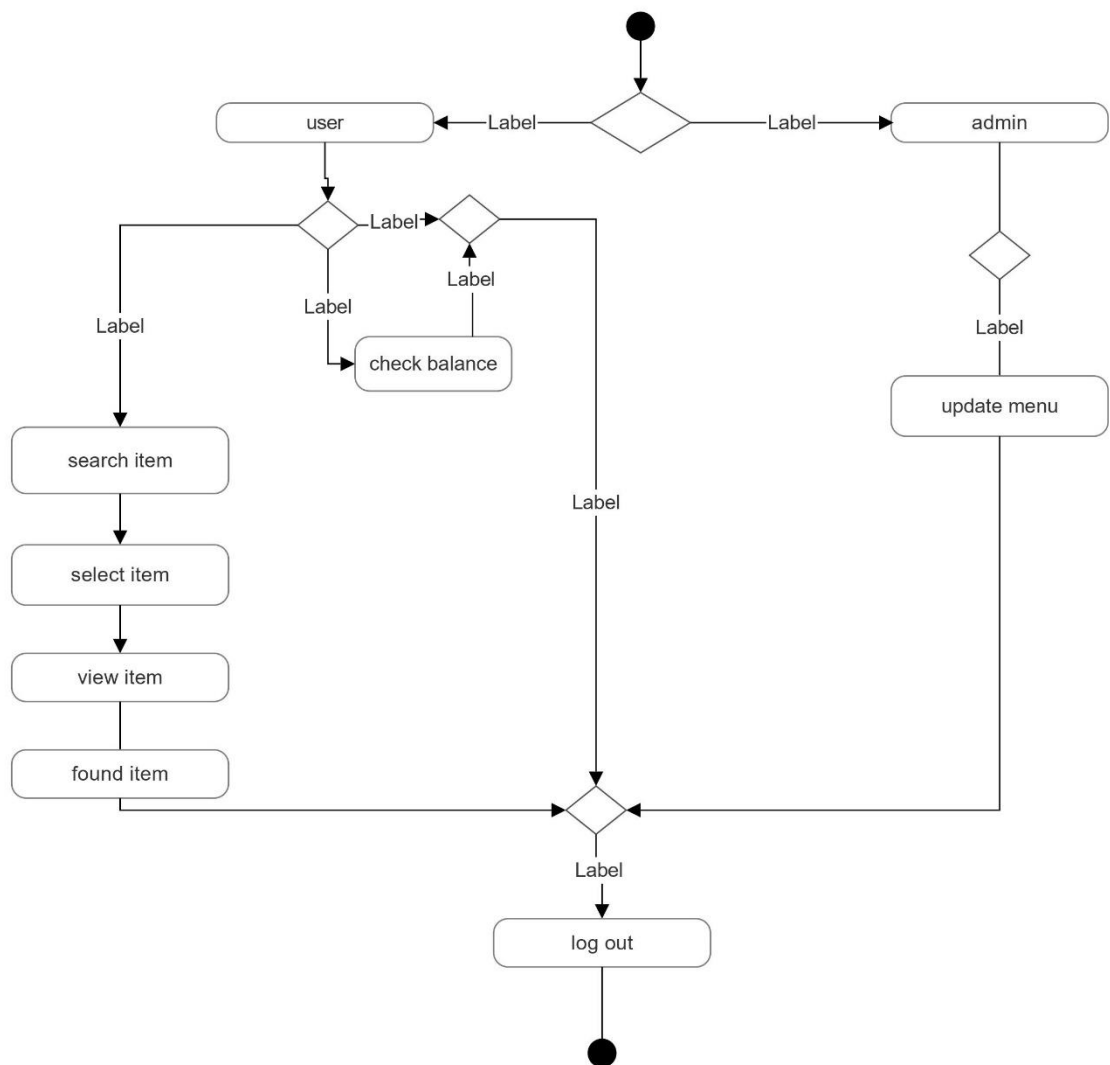 user
Label
Label
admin
Label
Label
Label
Label
Label
check balance
update menu
search item
Label
select item
view item
found item
Label
log out